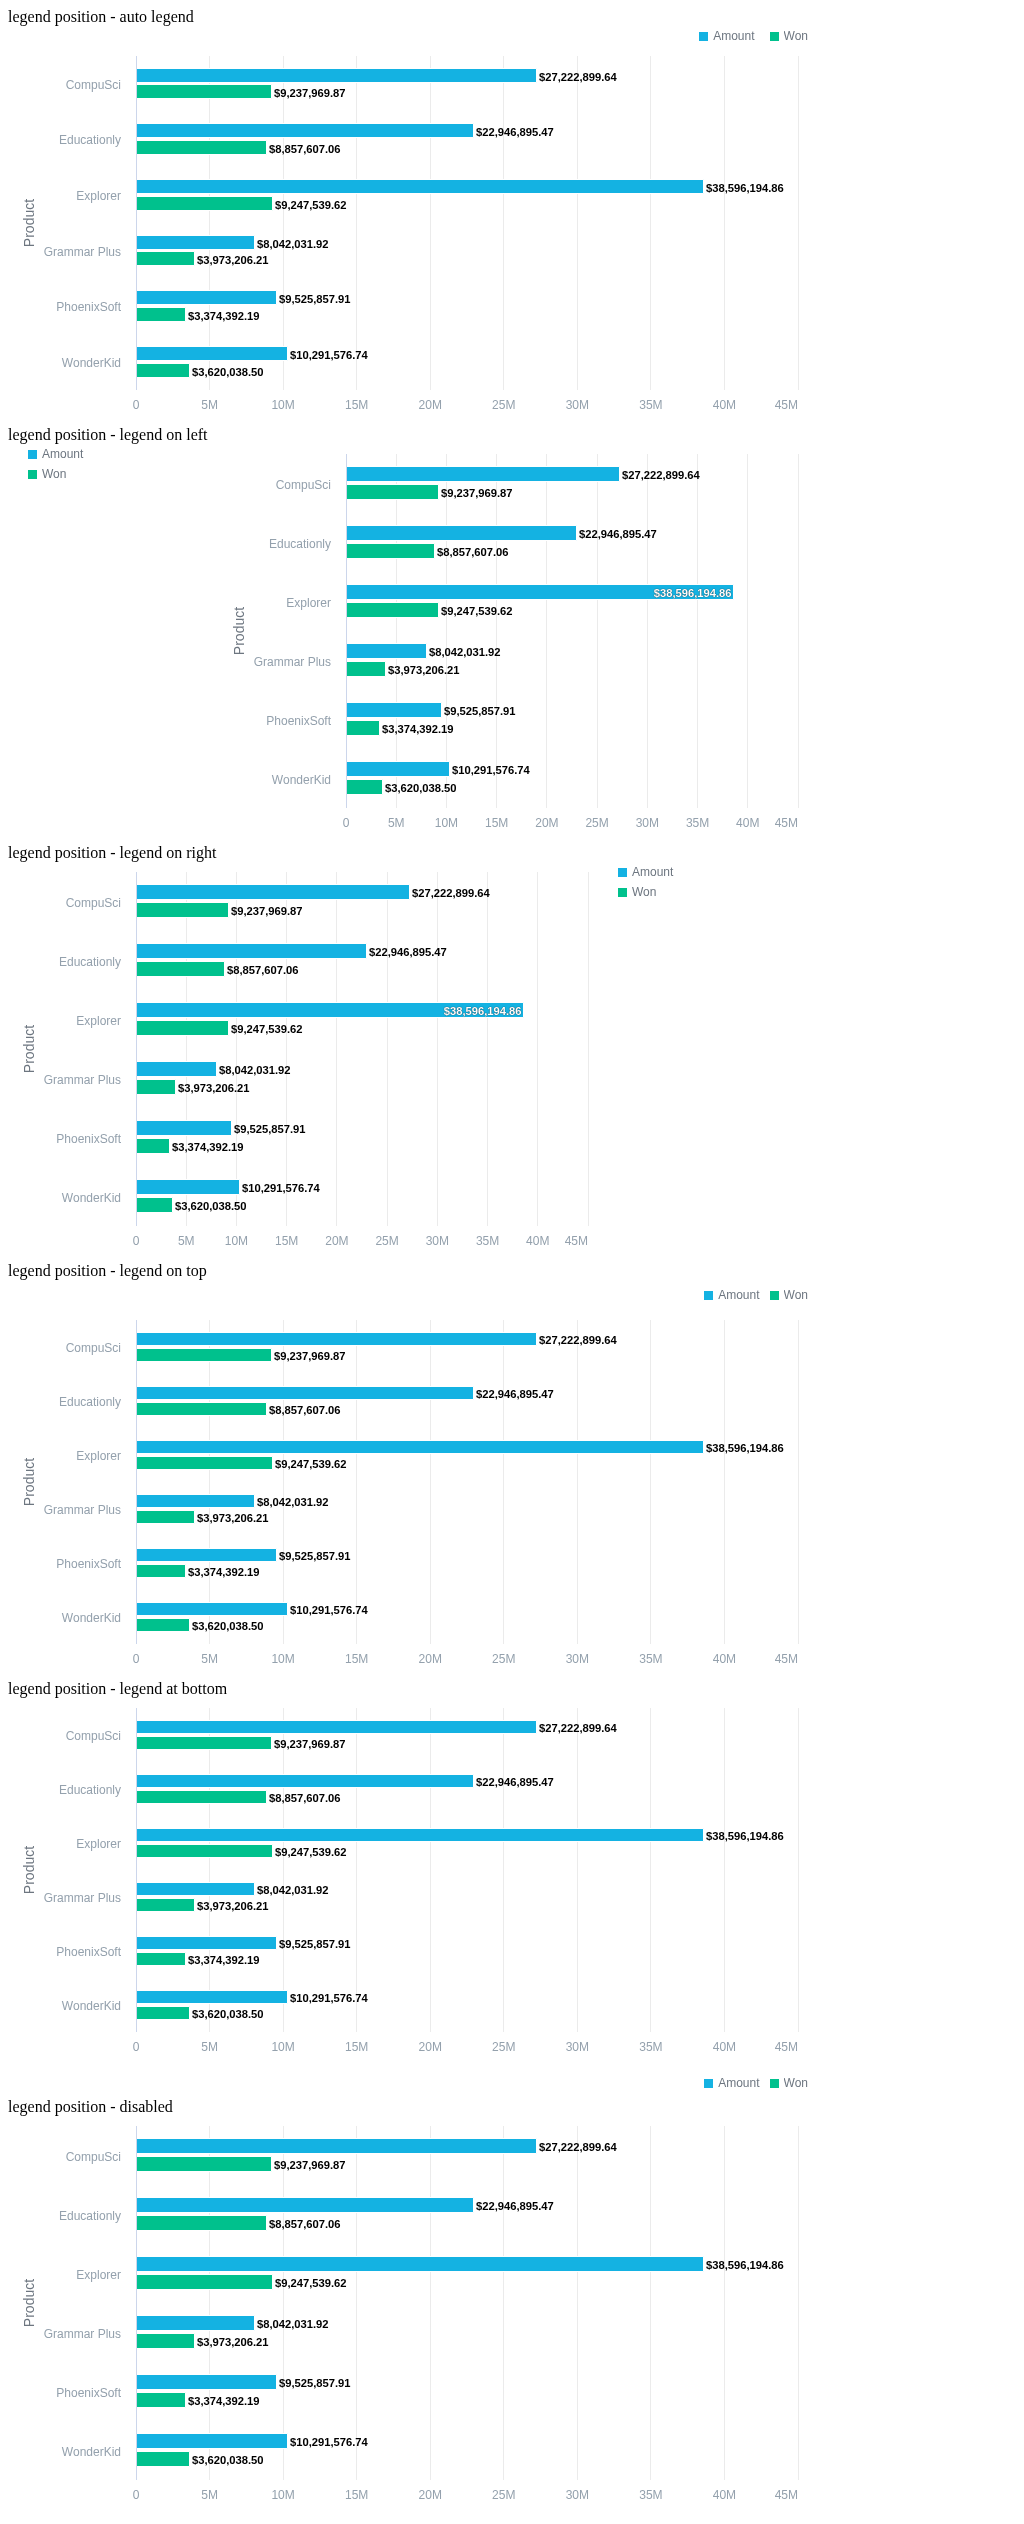 legend position - auto legend
Amount Won
CompuSci $27,222,899.64
$9,237,969.87
Educationly $22,946,895.47
$8,857,607.06
Explorer $38,596,194.86
$9,247,539.62
Product
Grammar Plus $8,042,031.92
$3,973,206.21
PhoenixSoft $9,525,857.91
$3,374,392.19
WonderKid $10,291,576.74
$3,620,038.50
0 5M 10M 15M 20M 25M 30M 35M 40M 45M
legend position - legend on left
Amount
Won
CompuSci $27,222,899.64
$9,237,969.87
Educationly $22,946,895.47
$8,857,607.06
Explorer $38,596,194.86
$9,247,539.62
Product
Grammar Plus $8,042,031.92
$3,973,206.21
PhoenixSoft $9,525,857.91
$3,374,392.19
WonderKid $10,291,576.74
$3,620,038.50
0 5M 10M 15M 20M 25M 30M 35M 40M 45M
legend position - legend on right
Amount
Won
CompuSci $27,222,899.64
$9,237,969.87
Educationly $22,946,895.47
$8,857,607.06
Explorer $38,596,194.86
$9,247,539.62
Product
Grammar Plus $8,042,031.92
$3,973,206.21
PhoenixSoft $9,525,857.91
$3,374,392.19
WonderKid $10,291,576.74
$3,620,038.50
0 5M 10M 15M 20M 25M 30M 35M 40M 45M
legend position - legend on top
Amount Won
CompuSci $27,222,899.64
$9,237,969.87
Educationly $22,946,895.47
$8,857,607.06
Explorer $38,596,194.86
$9,247,539.62
Product
Grammar Plus $8,042,031.92
$3,973,206.21
PhoenixSoft $9,525,857.91
$3,374,392.19
WonderKid $10,291,576.74
$3,620,038.50
0 5M 10M 15M 20M 25M 30M 35M 40M 45M
legend position - legend at bottom
CompuSci $27,222,899.64
$9,237,969.87
Educationly $22,946,895.47
$8,857,607.06
Explorer $38,596,194.86
$9,247,539.62
Product
Grammar Plus $8,042,031.92
$3,973,206.21
PhoenixSoft $9,525,857.91
$3,374,392.19
WonderKid $10,291,576.74
$3,620,038.50
0 5M 10M 15M 20M 25M 30M 35M 40M 45M
Amount Won
legend position - disabled
CompuSci $27,222,899.64
$9,237,969.87
Educationly $22,946,895.47
$8,857,607.06
Explorer $38,596,194.86
$9,247,539.62
Product
Grammar Plus $8,042,031.92
$3,973,206.21
PhoenixSoft $9,525,857.91
$3,374,392.19
WonderKid $10,291,576.74
$3,620,038.50
0 5M 10M 15M 20M 25M 30M 35M 40M 45M